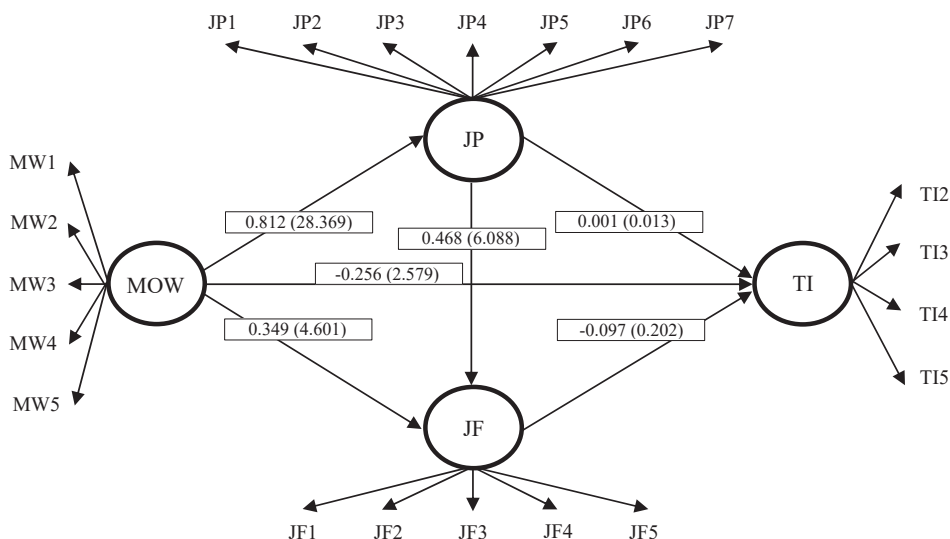 JP1 JP2 JP3 JP4 JP5 JP6 JP7
JP
MW1
MW2
MW3
MW4
MW5
MOW
TI
TI2
TI3
TI4
TI5
0.812 (28.369)
0.001 (0.013)
0.468 (6.088)
-0.256 (2.579)
0.349 (4.601)
-0.097 (0.202)
JF
JF1 JF2 JF3 JF4 JF5